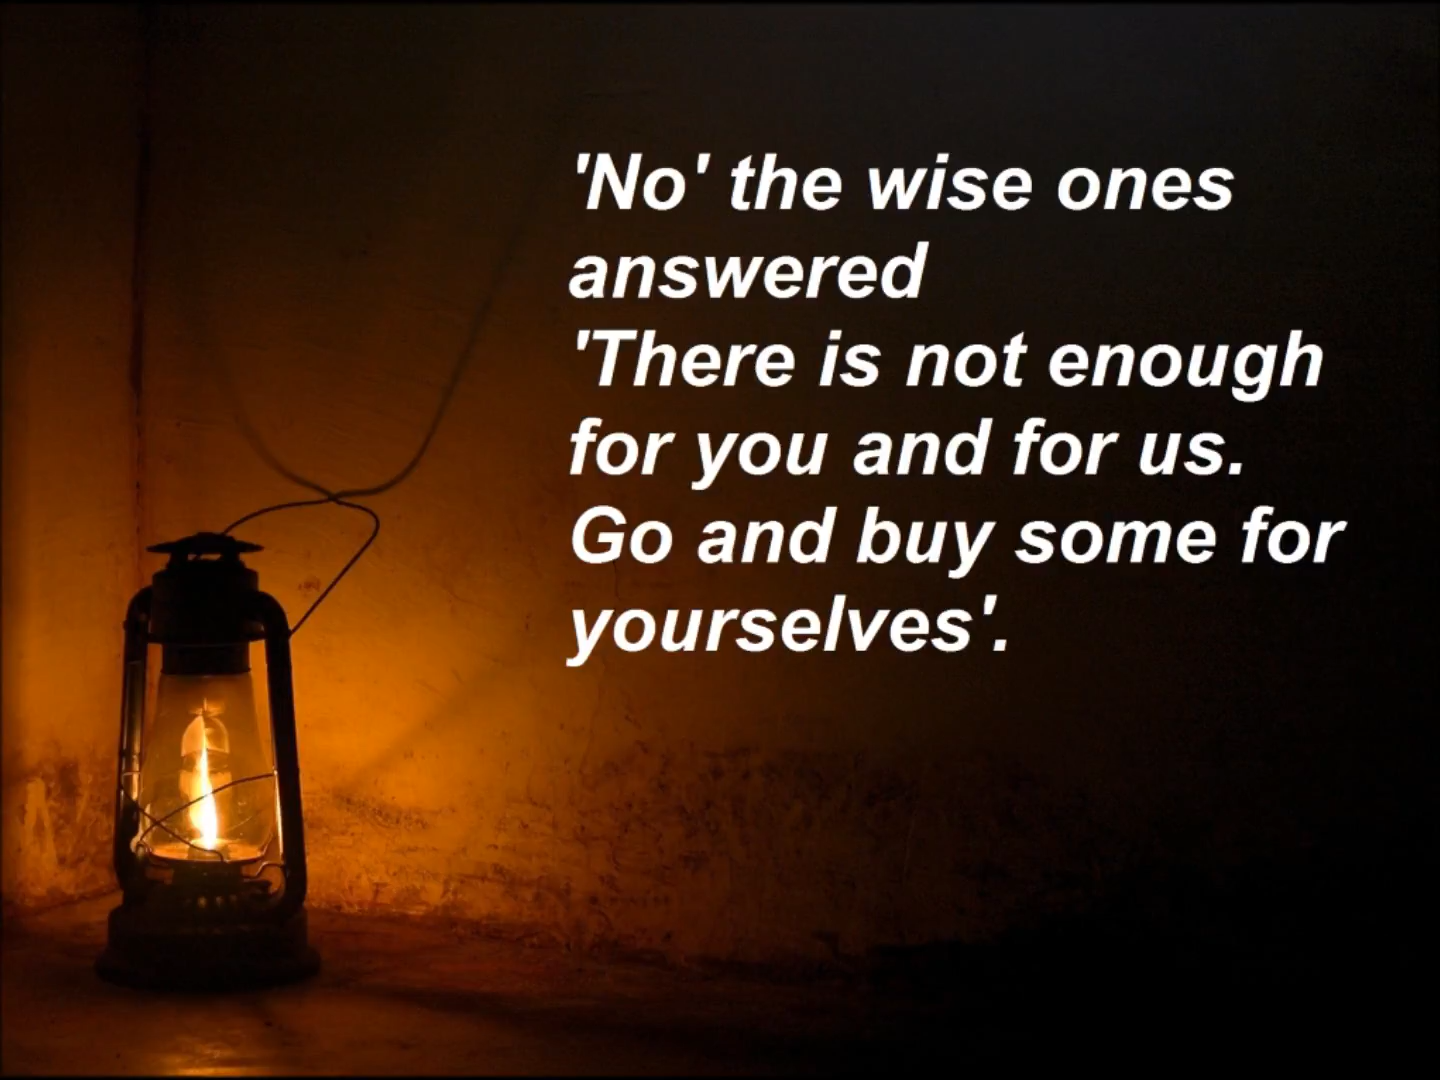 'No' the wise ones
answered
'There is not enough
for you and for us.
Go and buy some for
yourselves'.